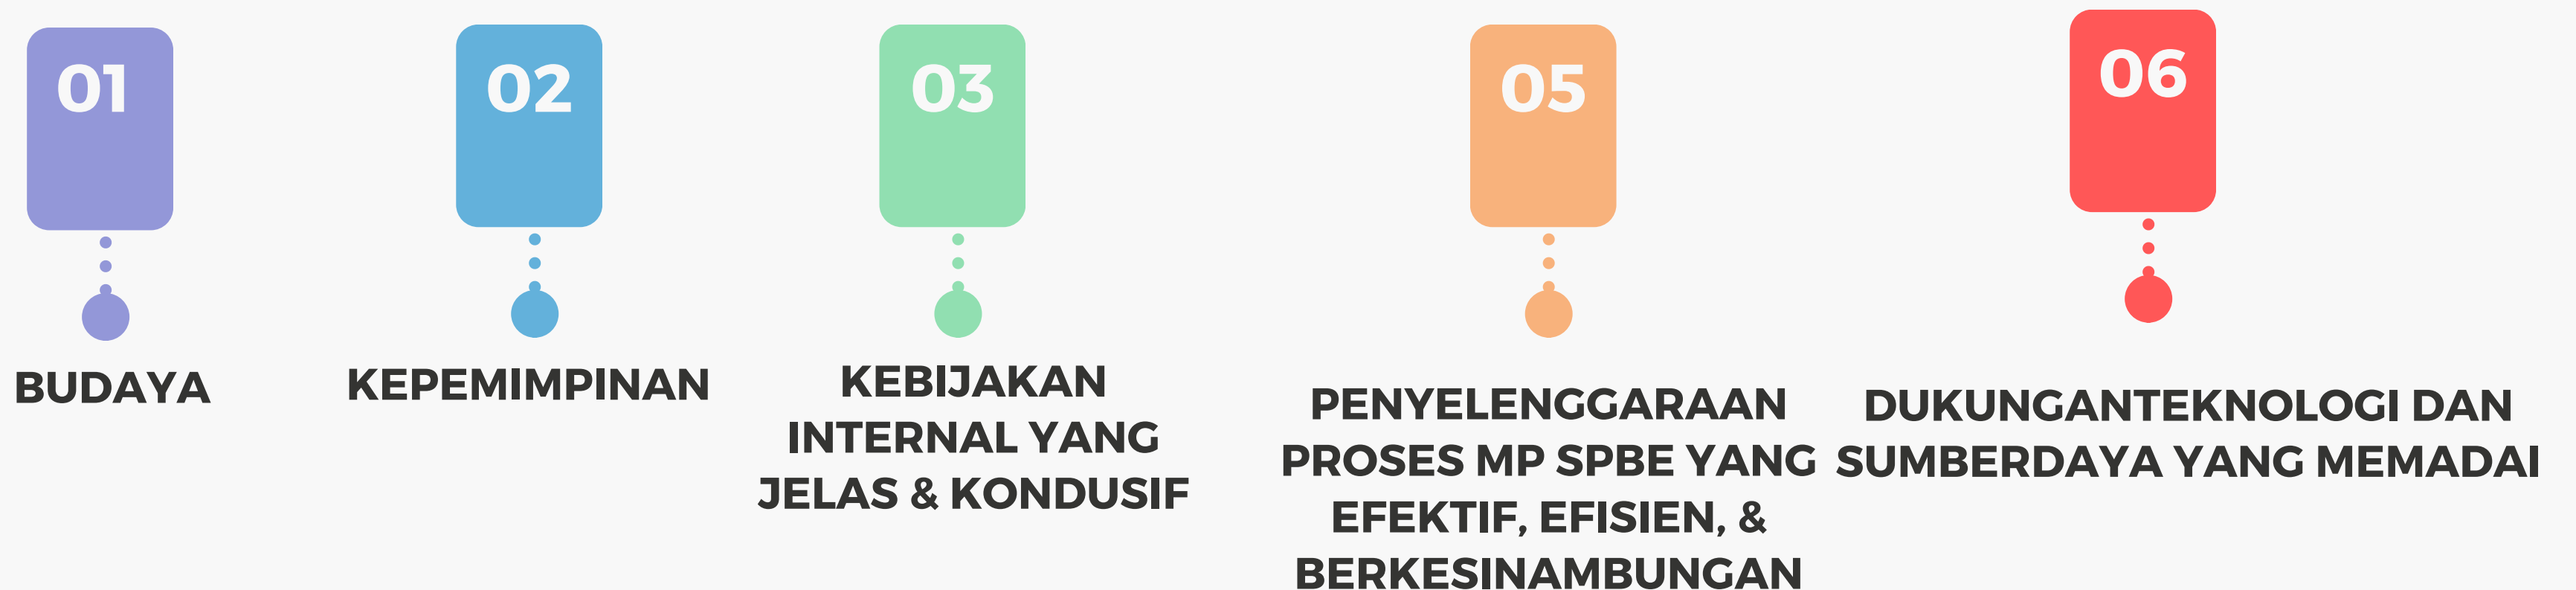 01
BUDAYA
02
KEPEMIMPINAN
03
KEBIJAKAN
INTERNAL YANG
JELAS & KONDUSIF
05
PENYELENGGARAAN
PROSES MP SPBE YANG
EFEKTIF, EFISIEN, &
BERKESINAMBUNGAN
06
DUKUNGANTEKNOLOGI DAN
SUMBERDAYA YANG MEMADAI